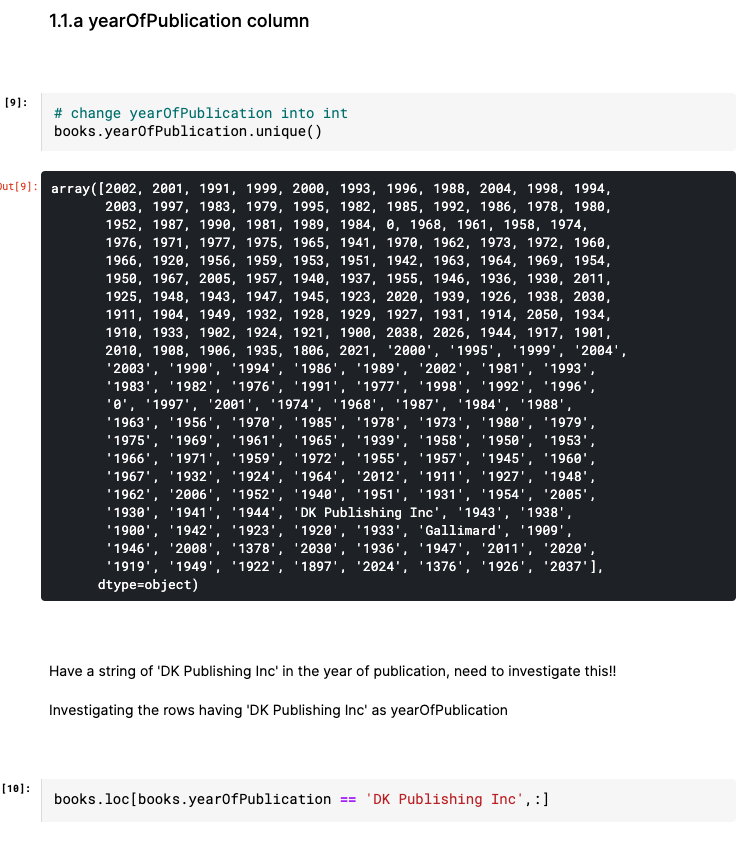 1.1.a yearOfPublication column
[9]:
# change yearOfPublication into int
books.yearOfPublication.unique()
Out[9]:
array([2002, 2001, 1991, 1999, 2000, 1993, 1996, 1988, 2004, 1998, 1994,
2003, 1997, 1983, 1979, 1995, 1982, 1985, 1992, 1986, 1978, 1980,
1952, 1987, 1990, 1981, 1989, 1984, 0, 1968, 1961, 1958, 1974,
1976, 1971, 1977, 1975, 1965, 1941, 1970, 1962, 1973, 1972, 1960,
1966, 1920, 1956, 1959, 1953, 1951, 1942, 1963, 1964, 1969, 1954,
1950, 1967, 2005, 1957, 1940, 1937, 1955, 1946, 1936, 1930, 2011,
1925, 1948, 1943, 1947, 1945, 1923, 2020, 1939, 1926, 1938, 2030,
1911, 1904, 1949, 1932, 1928, 1929, 1927, 1931, 1914, 2050, 1934,
1910, 1933, 1902, 1924, 1921, 1900, 2038, 2026, 1944, 1917, 1901,
2010, 1908, 1906, 1935, 1806, 2021, '2000', '1995', '1999', '2004',
'2003', '1990', '1994', '1986', '1989', '2002', '1981', '1993',
'1983', '1982', '1976', '1991', '1977', '1998', '1992', '1996',
'0', '1997', '2001', '1974', '1968', '1987', '1984', '1988',
'1963', '1956', '1970', '1985', '1978', '1973', '1980', '1979',
'1975', '1969', '1961', '1965', '1939', '1958', '1950', '1953',
'1966', '1971', '1959', '1972', '1955', '1957', '1945', '1960',
'1967', '1932', '1924', '1964', '2012', '1911', '1927', '1948',
'1962', '2006', '1952', '1940', '1951', '1931', '1954', '2005',
'1930', '1941', '1944', 'DK Publishing Inc', '1943', '1938',
'1900', '1942', '1923', '1920', '1933', 'Gallimard', '1909',
'1946', '2008', '1378', '2030', '1936', '1947', '2011', '2020',
'1919', '1949', '1922', '1897', '2024', '1376', '1926', '2037'],
dtype=object)
Have a string of 'DK Publishing Inc' in the year of publication, need to investigate this!!
Investigating the rows having 'DK Publishing Inc' as yearOfPublication
[10]:
books.loc[books.yearOfPublication == 'DK Publishing Inc',:]